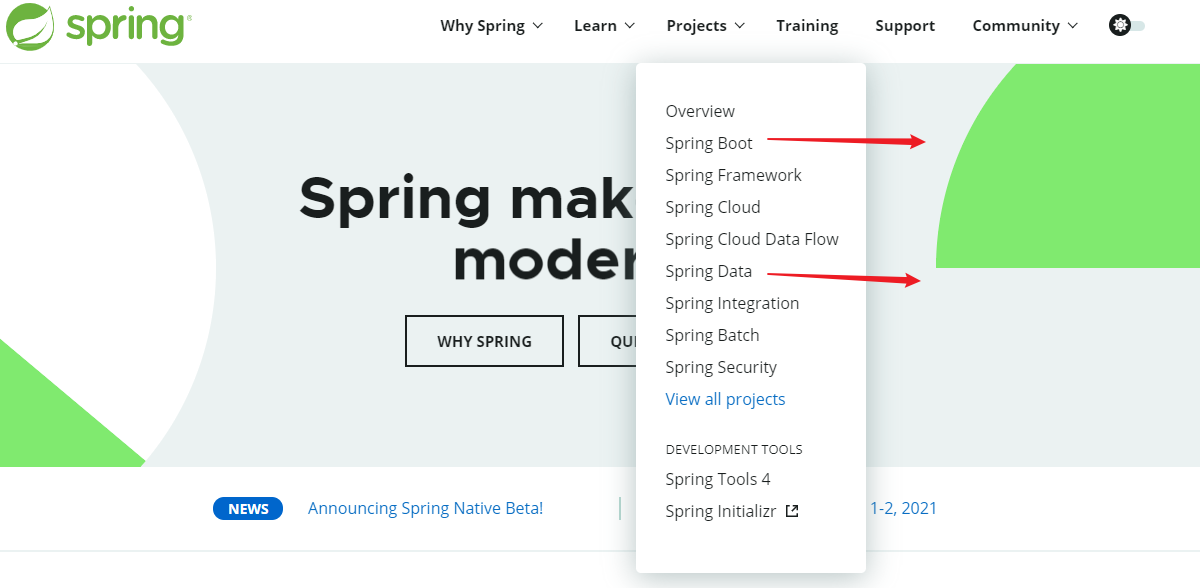 spring®
Why Spring Learn Projects Training Support Community
Overview
Spring Boot
Spring Framework
Spring Cloud
Spring Cloud Data Flow
Spring Data
Spring Integration
Spring Batch
Spring Security
View all projects
DEVELOPMENT TOOLS
Spring Tools 4
Spring Initializr
Spring mak
moder
WHY SPRING
QUI
NEWS Announcing Spring Native Beta!
1-2, 2021